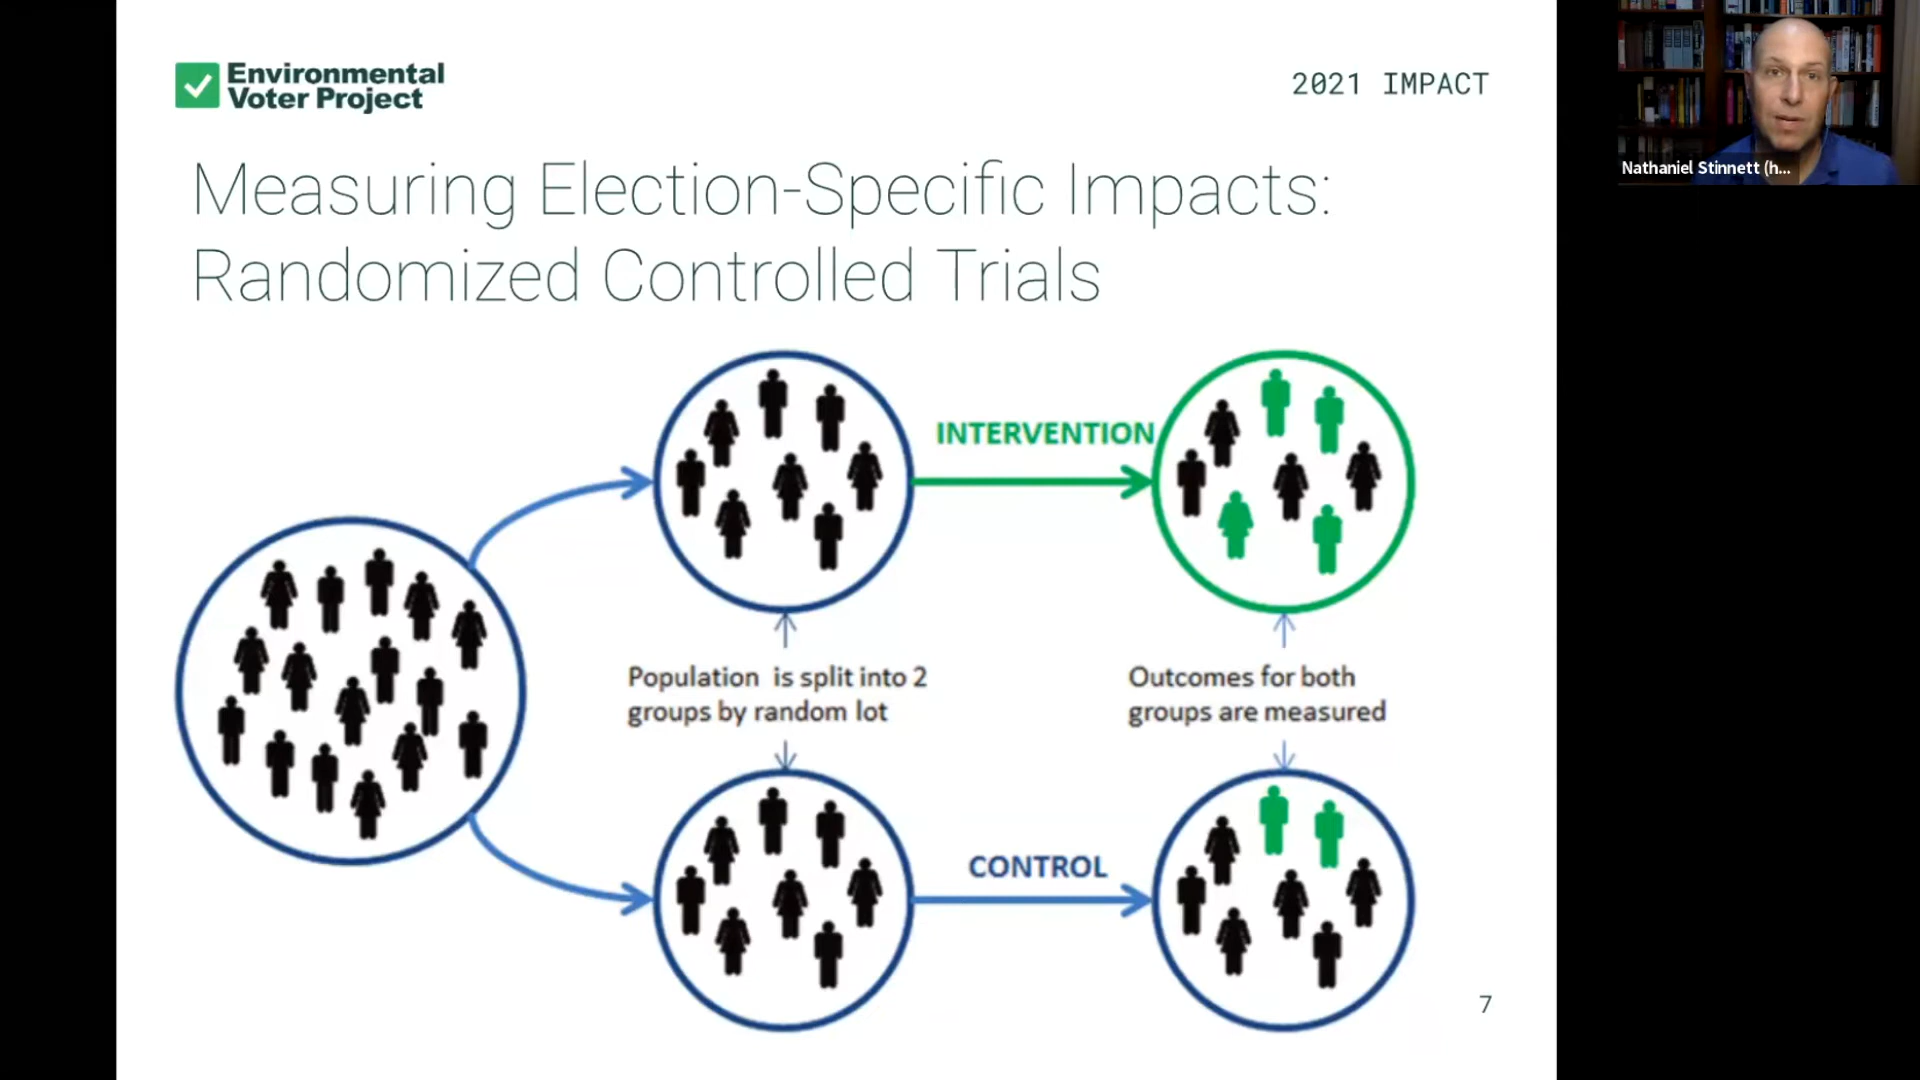 Environmental
Voter Project
2021 IMPACT
Nathaniel Stinnett (h...
Measuring Election-Specific Impacts:
Randomized Controlled Trials
INTERVENTION
Population is split into 2
groups by random lot
Outcomes for both
groups are measured
CONTROL
7